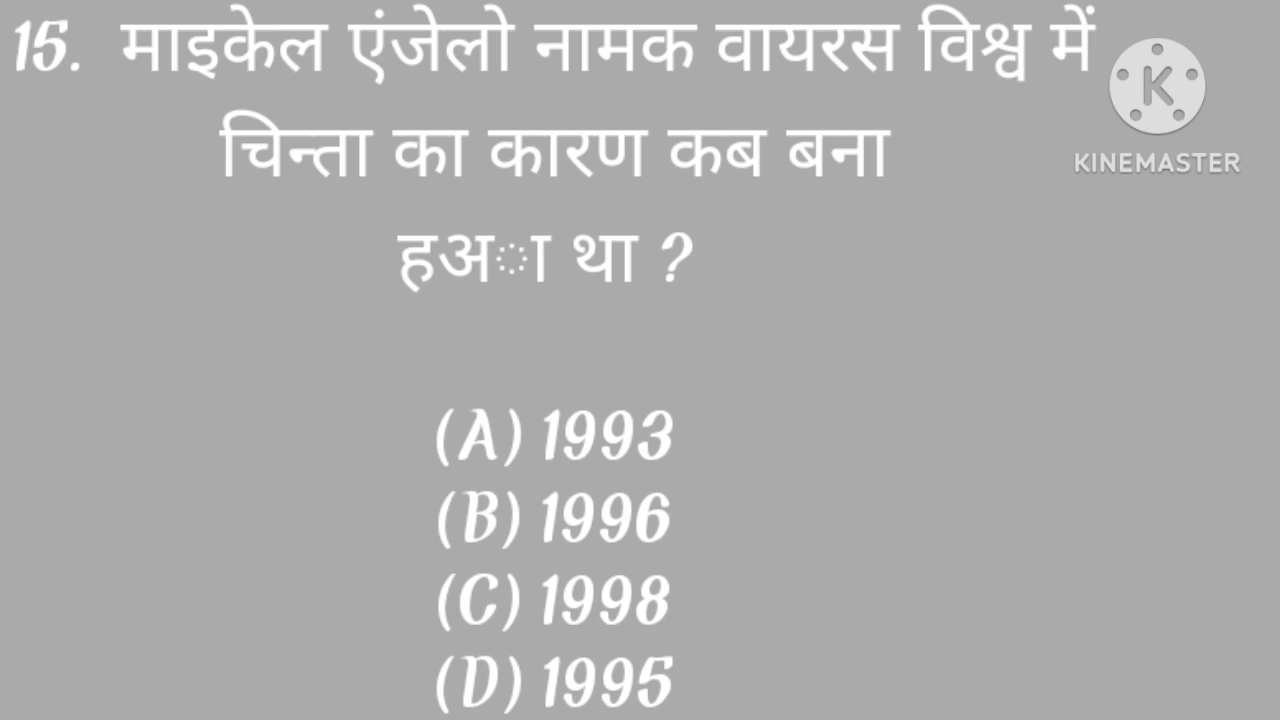 15. माइकेल एंजेलो नामक वायरस विश्व में
चिन्ता का कारण कब बना
हअा था ?
(A) 1993
(B) 1996
(C) 1998
(D) 1995
K
KINEMASTER